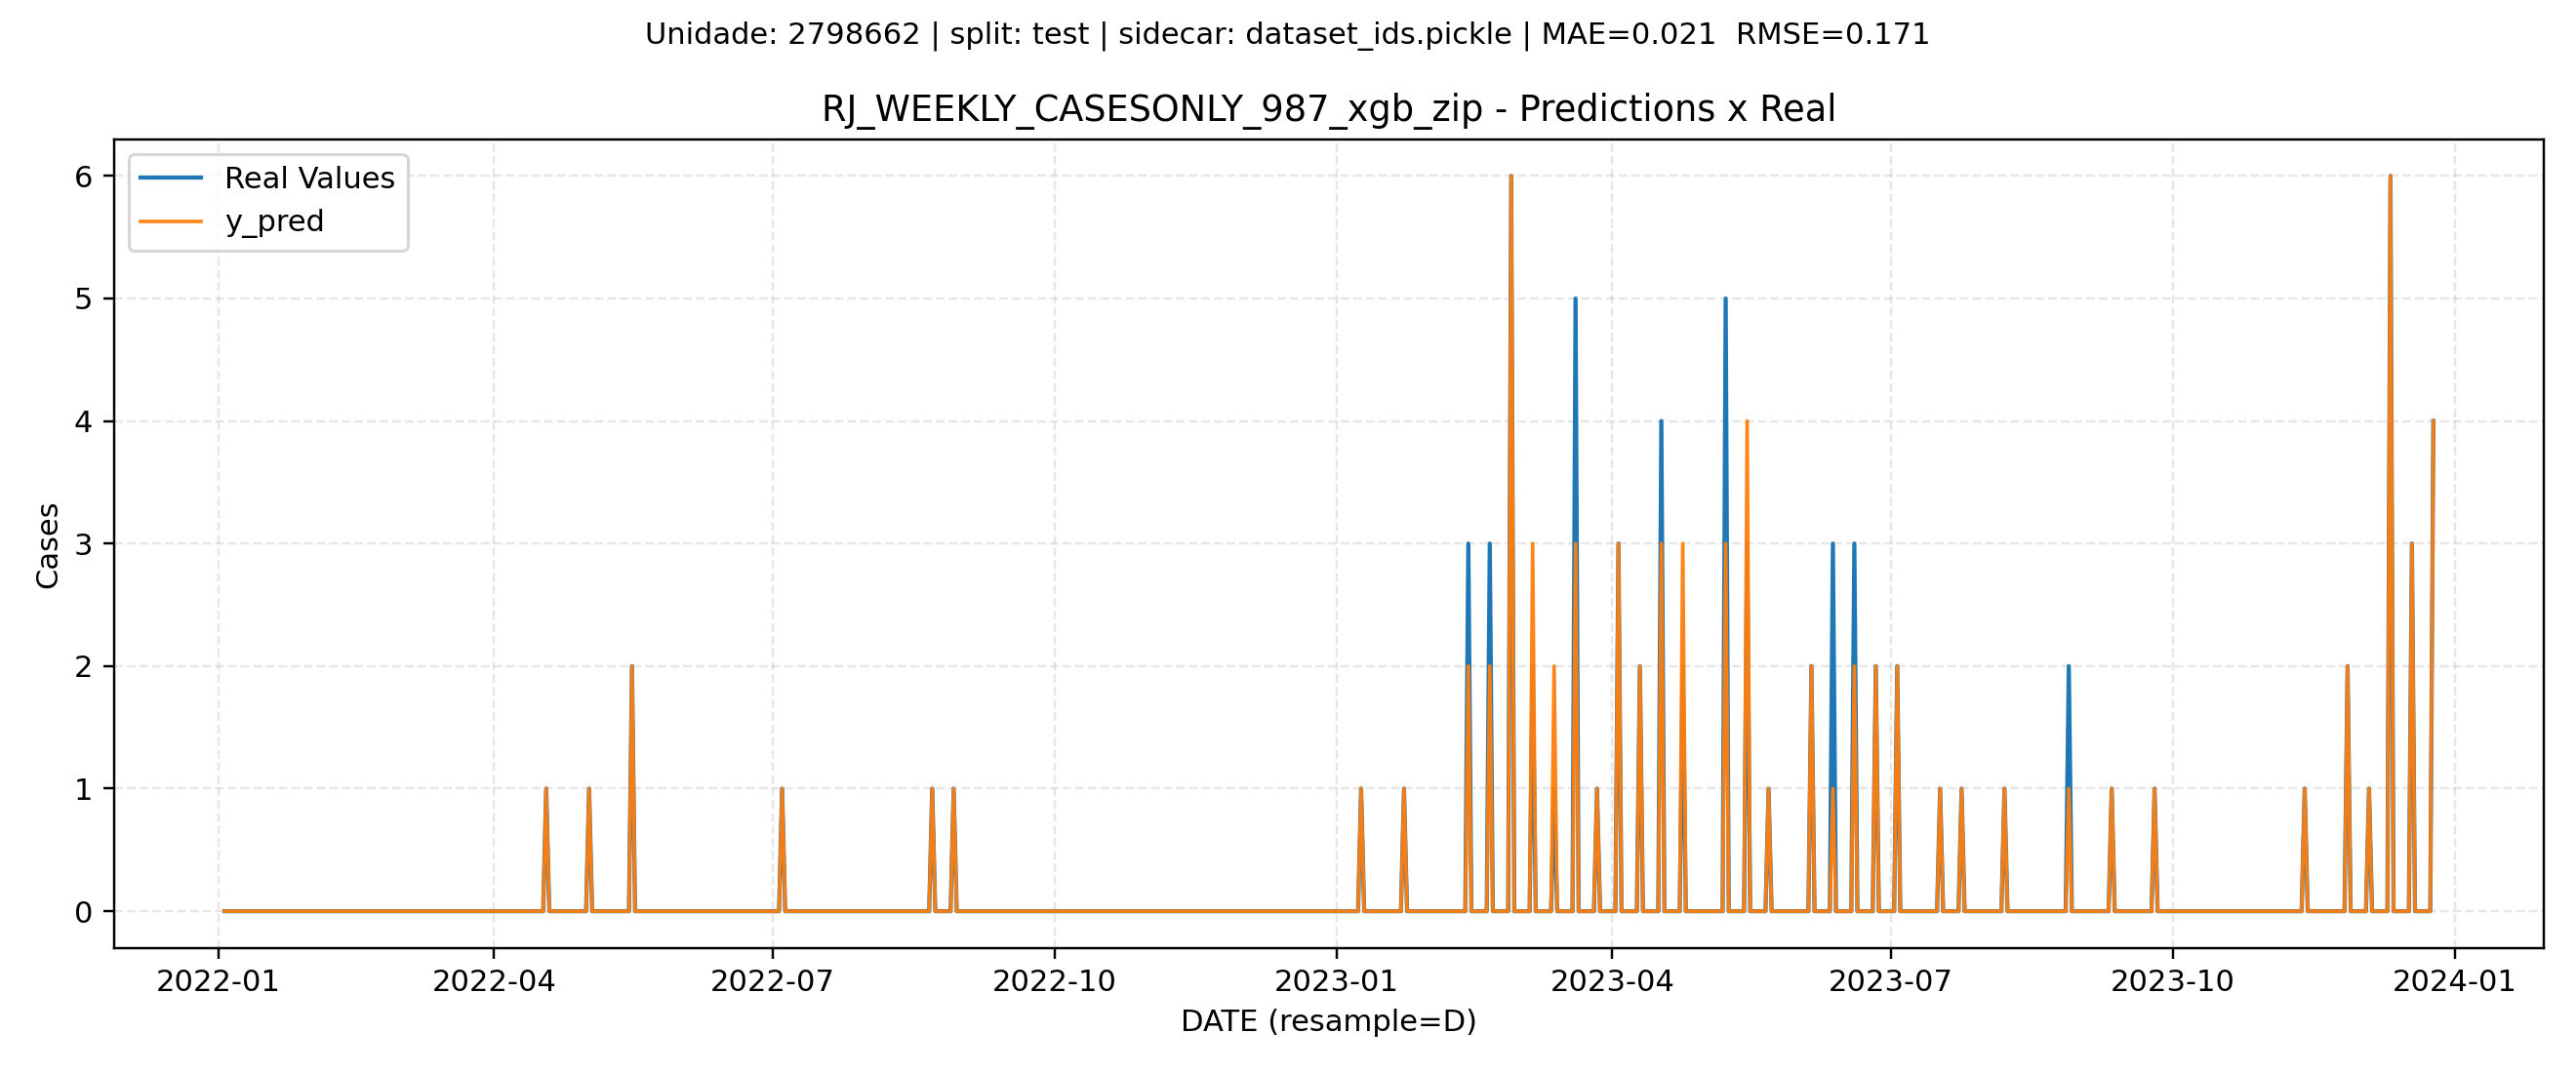 Unidade: 2798662 | split: test | sidecar: dataset_ids.pickle | MAE=0.021  RMSE=0.171
RJ_WEEKLY_CASESONLY_987_xgb_zip - Predictions x Real
Real Values
y_pred
6
5
4
3
2
1
0
Cases
2022-01
2022-04
2022-07
2022-10
2023-01
2023-04
2023-07
2023-10
2024-01
DATE (resample=D)